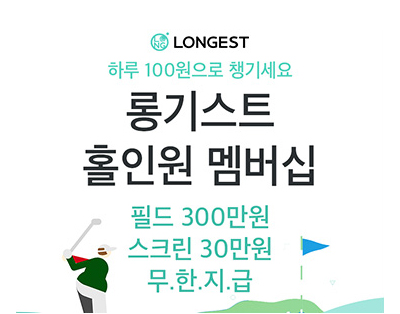 LONG
LONGEST
하루 100원으로 챙기세요
롱기스트
홀인원 멤버십
필드 300만원
스크린 30만원
무.한.지.급